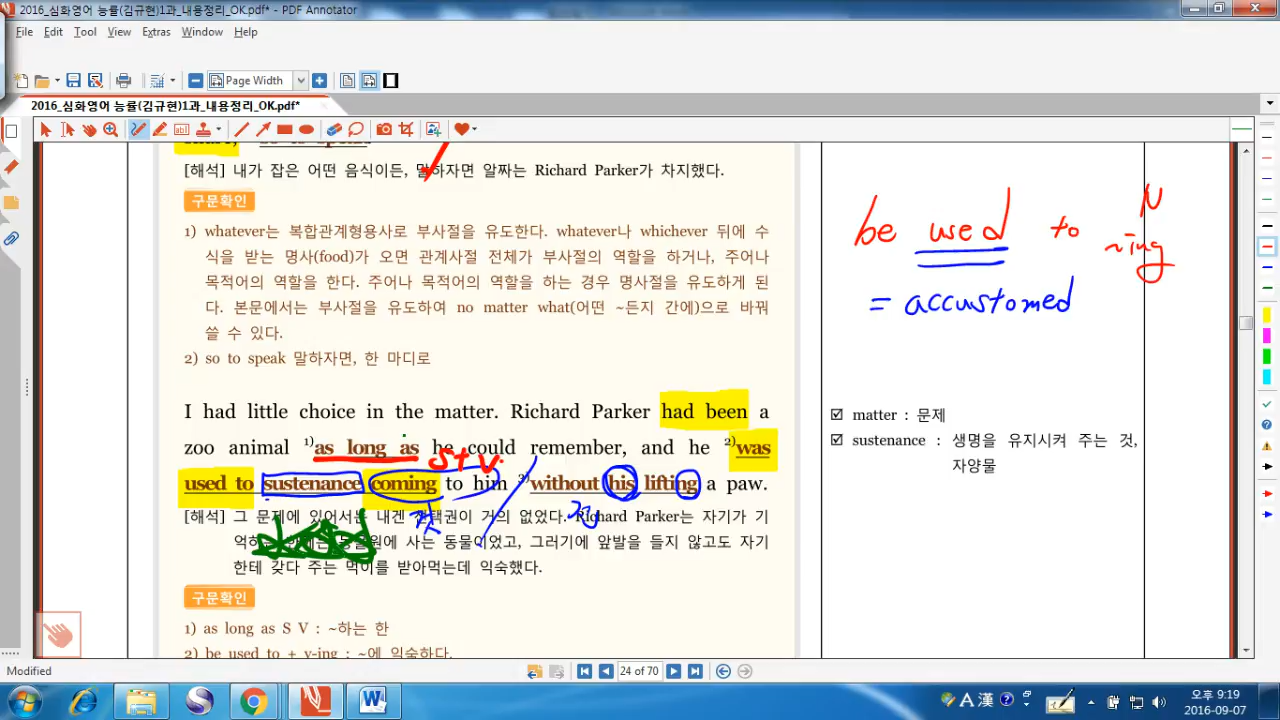 2016_심화영어 능률(김규현)1과_내용정리_OK.pdf* - PDF Annotator
File Edit Tool View Extras Window Help
Page Width
2016_심화영어 능률(김규현)1과_내용정리_OK.pdf*
[해석] 내가 잡은 어떤 음식이든, 말하자면 알짜는 Richard Parker가 차지했다.
구문확인
1) whatever는 복합관계형용사로 부사절을 유도한다. whatever나 whichever 뒤에 수
식을 받는 명사(food)가 오면 관계사절 전체가 부사절의 역할을 하거나, 주어나
목적어의 역할을 한다. 주어나 목적어의 역할을 하는 경우 명사절을 유도하게 된
다. 본문에서는 부사절을 유도하여 no matter what(어떤 ~든지 간에)으로 바꿔
쓸 수 있다.
2) so to speak 말하자면, 한 마디로
I had little choice in the matter. Richard Parker had been a
zoo animal 1)as long as he could remember, and he 2)was
S+V
used to sustenance coming to him 3)without his lifting a paw.
[해석] 그 문제에 있어서는 내겐 선택권이 거의 없었다. Richard Parker는 자기가 기
동물원에 사는 동물이었고, 그러기에 앞발을 들지 않고도 자기
한테 갖다 주는 먹이를 받아먹는데 익숙했다.
구문확인
1) as long as S V : ~하는 한
2) be used to + v-ing : ~에 익숙하다.
be used to N
~ing
= accustomed
☑ matter : 문제
☑ sustenance : 생명을 유지시켜 주는 것,
자양물
Modified
24 of 70
A 漢
오후 9:19
2016-09-07